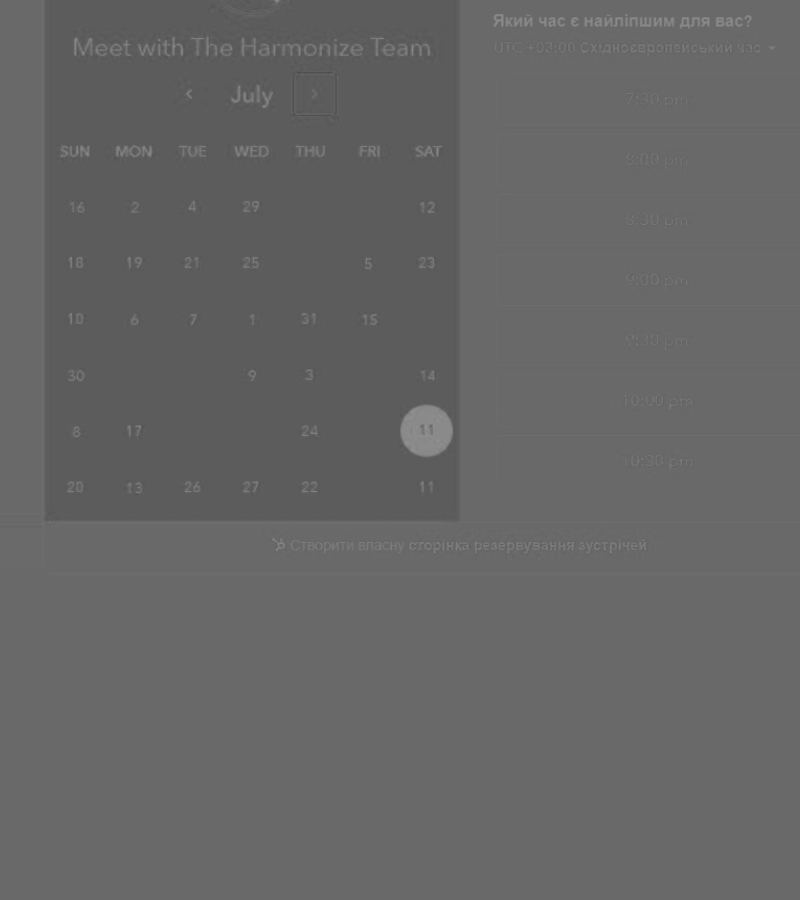 Meet with The Harmonize Team
July
SUN MON TUE WED THU FRI SAT
16 2 4 29 12
18 19 21 25 5 23
10 6 7 1 31 15
30 9 3 14
8 17 24 11
20 13 26 27 22 11
Який час є найліпшим для вас?
UTC +03:00 Східноєвропейський час
7:30 pm
8:00 pm
8:30 pm
9:00 pm
9:30 pm
10:00 pm
10:30 pm
Створити власну сторінка резервування зустрічей